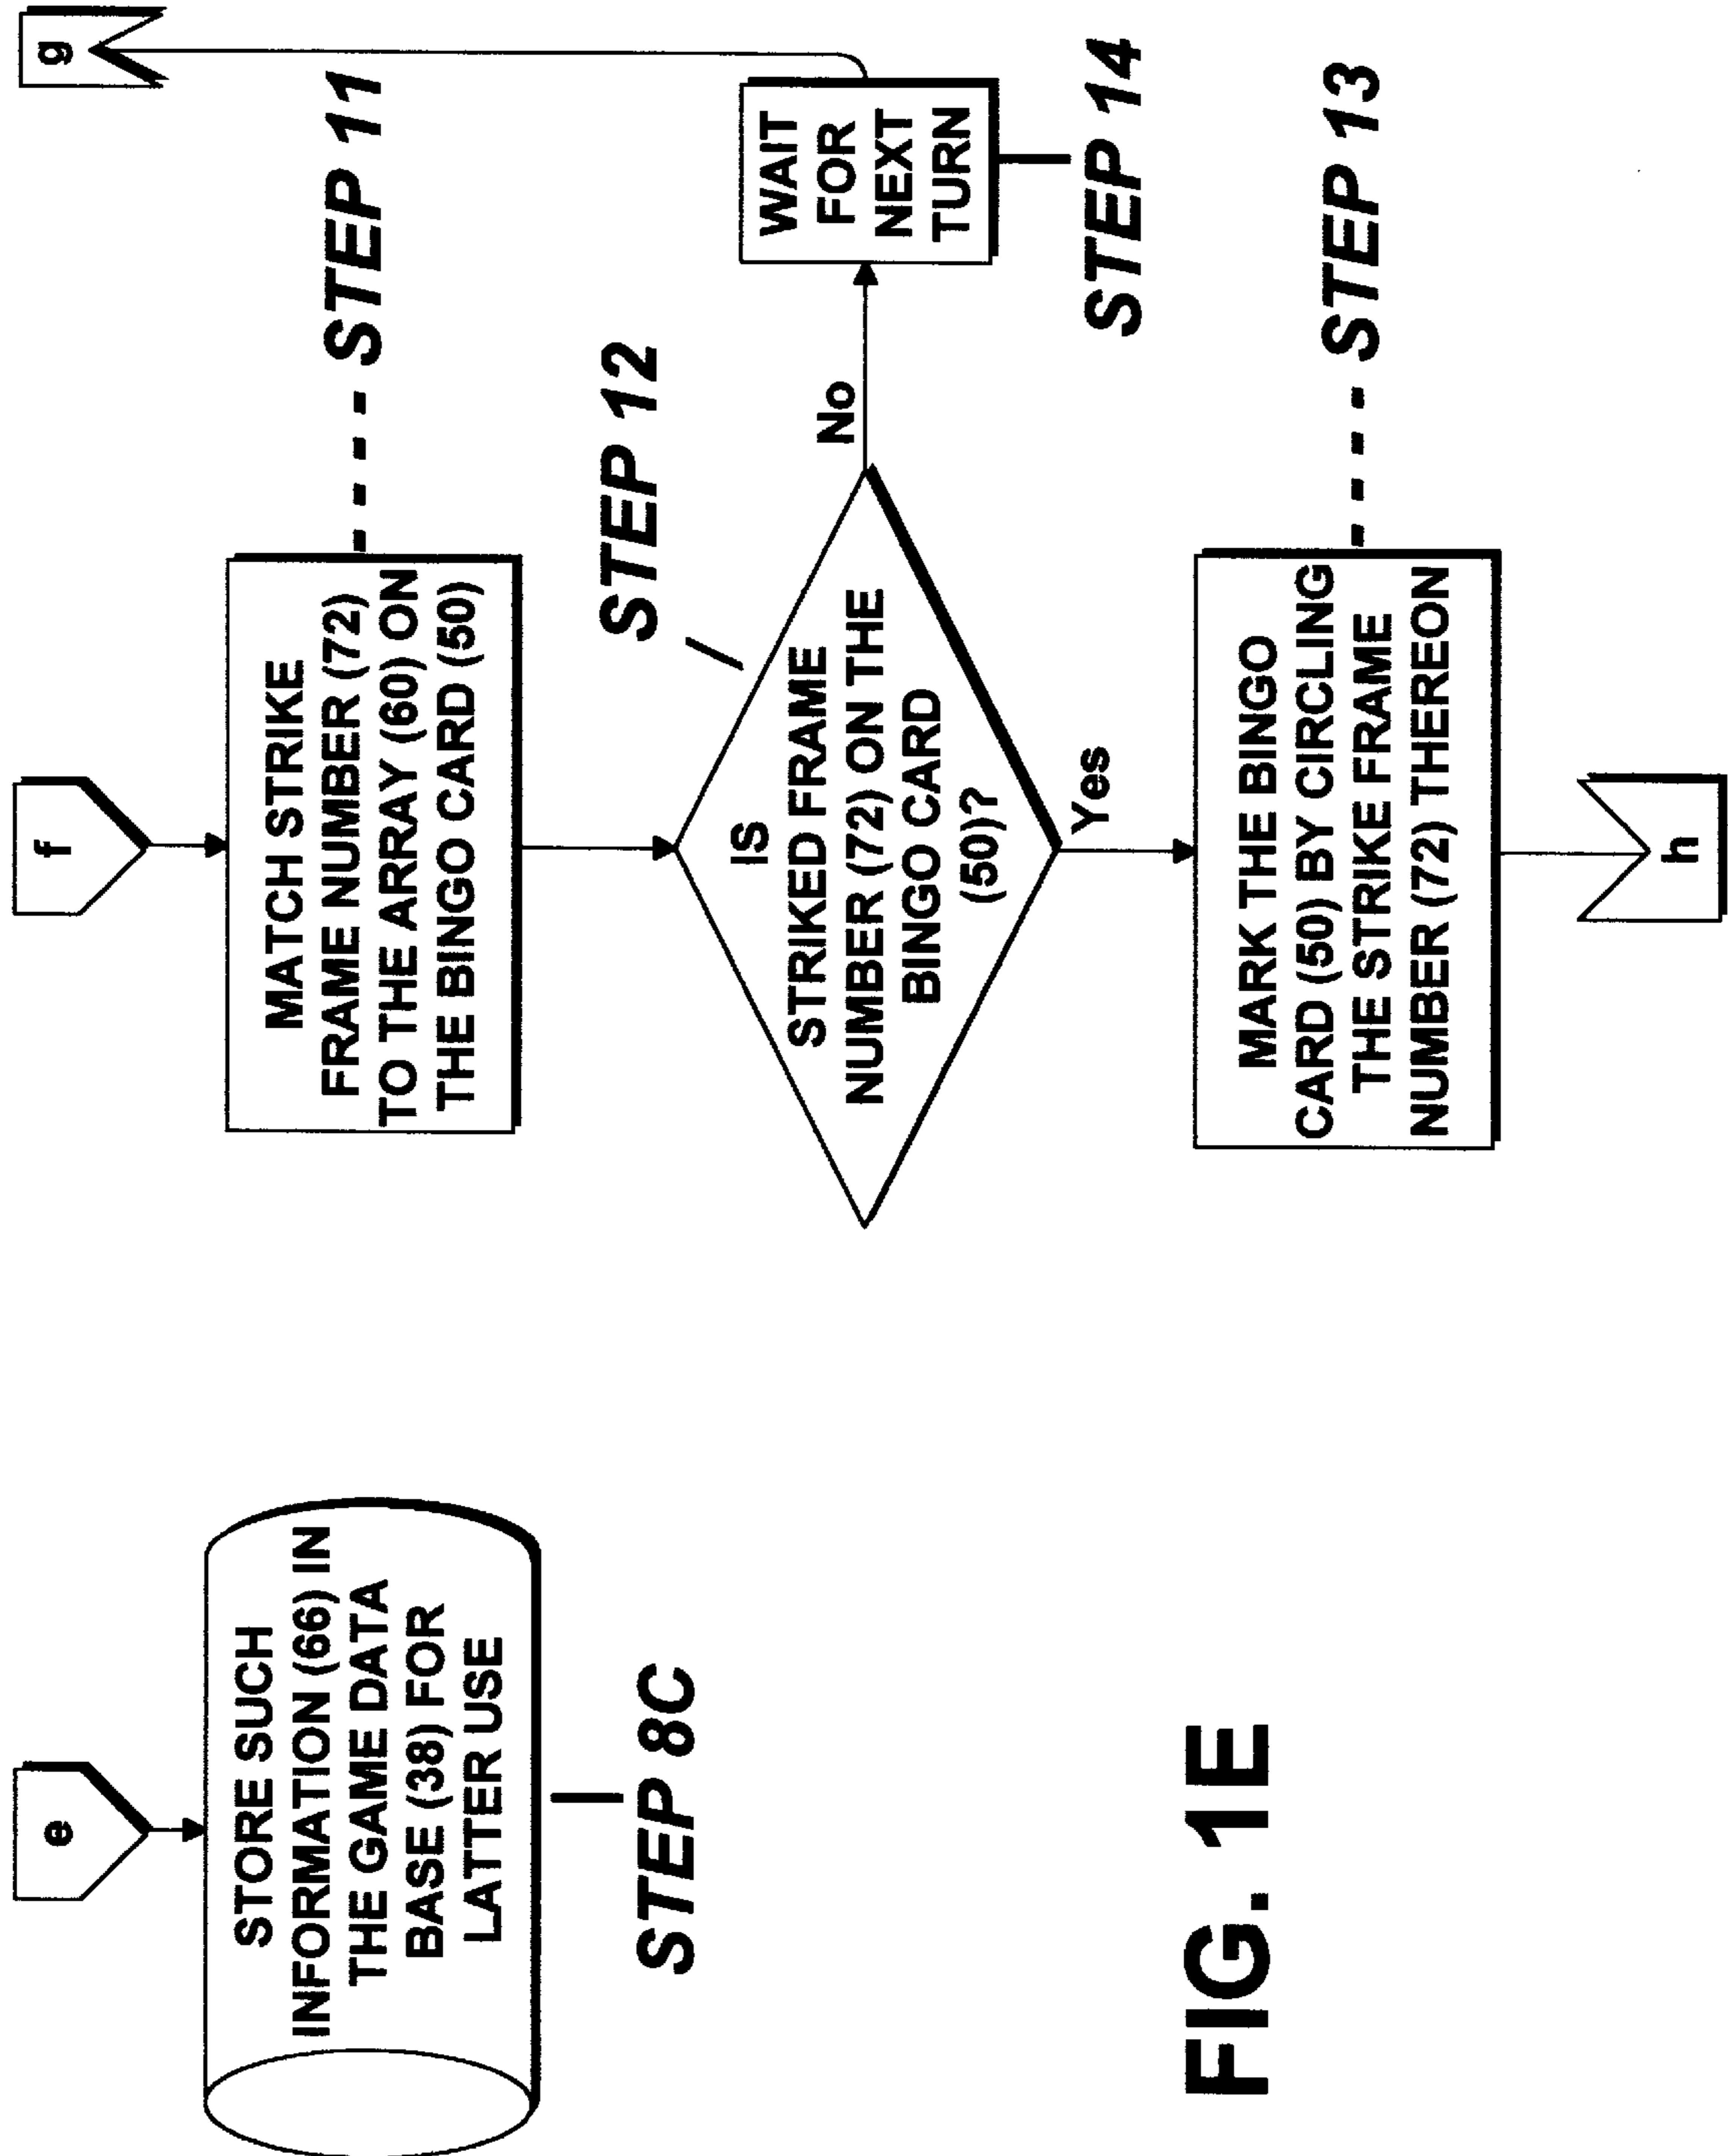 e
STORE SUCH
INFORMATION (66) IN
THE GAME DATA
BASE (38) FOR
LATTER USE
STEP 8C
f
MATCH STRIKE
FRAME NUMBER (72)
TO THE ARRAY (60) ON
THE BINGO CARD (50)
STEP 11
g
STEP 12
IS
STRIKED FRAME
NUMBER (72) ON THE
BINGO CARD
(50)?
No
WAIT
FOR
NEXT
TURN
STEP 14
Yes
MARK THE BINGO
CARD (50) BY CIRCLING
THE STRIKE FRAME
NUMBER (72) THEREON
STEP 13
h
FIG. 1E